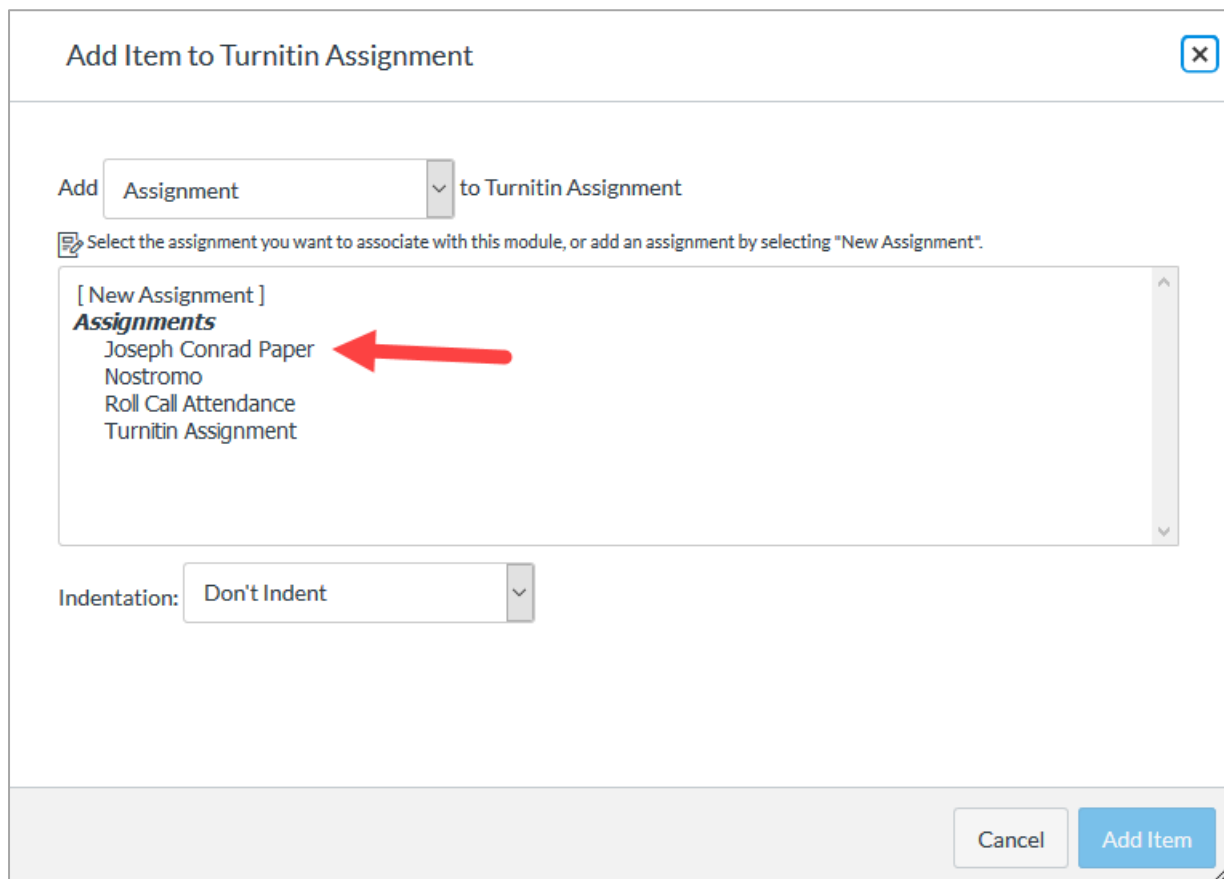 Add Item to Turnitin Assignment
Add Assignment to Turnitin Assignment
Select the assignment you want to associate with this module, or add an assignment by selecting "New Assignment".
[ New Assignment ]
Assignments
Joseph Conrad Paper
Nostromo
Roll Call Attendance
Turnitin Assignment
Indentation: Don't Indent
Cancel Add Item